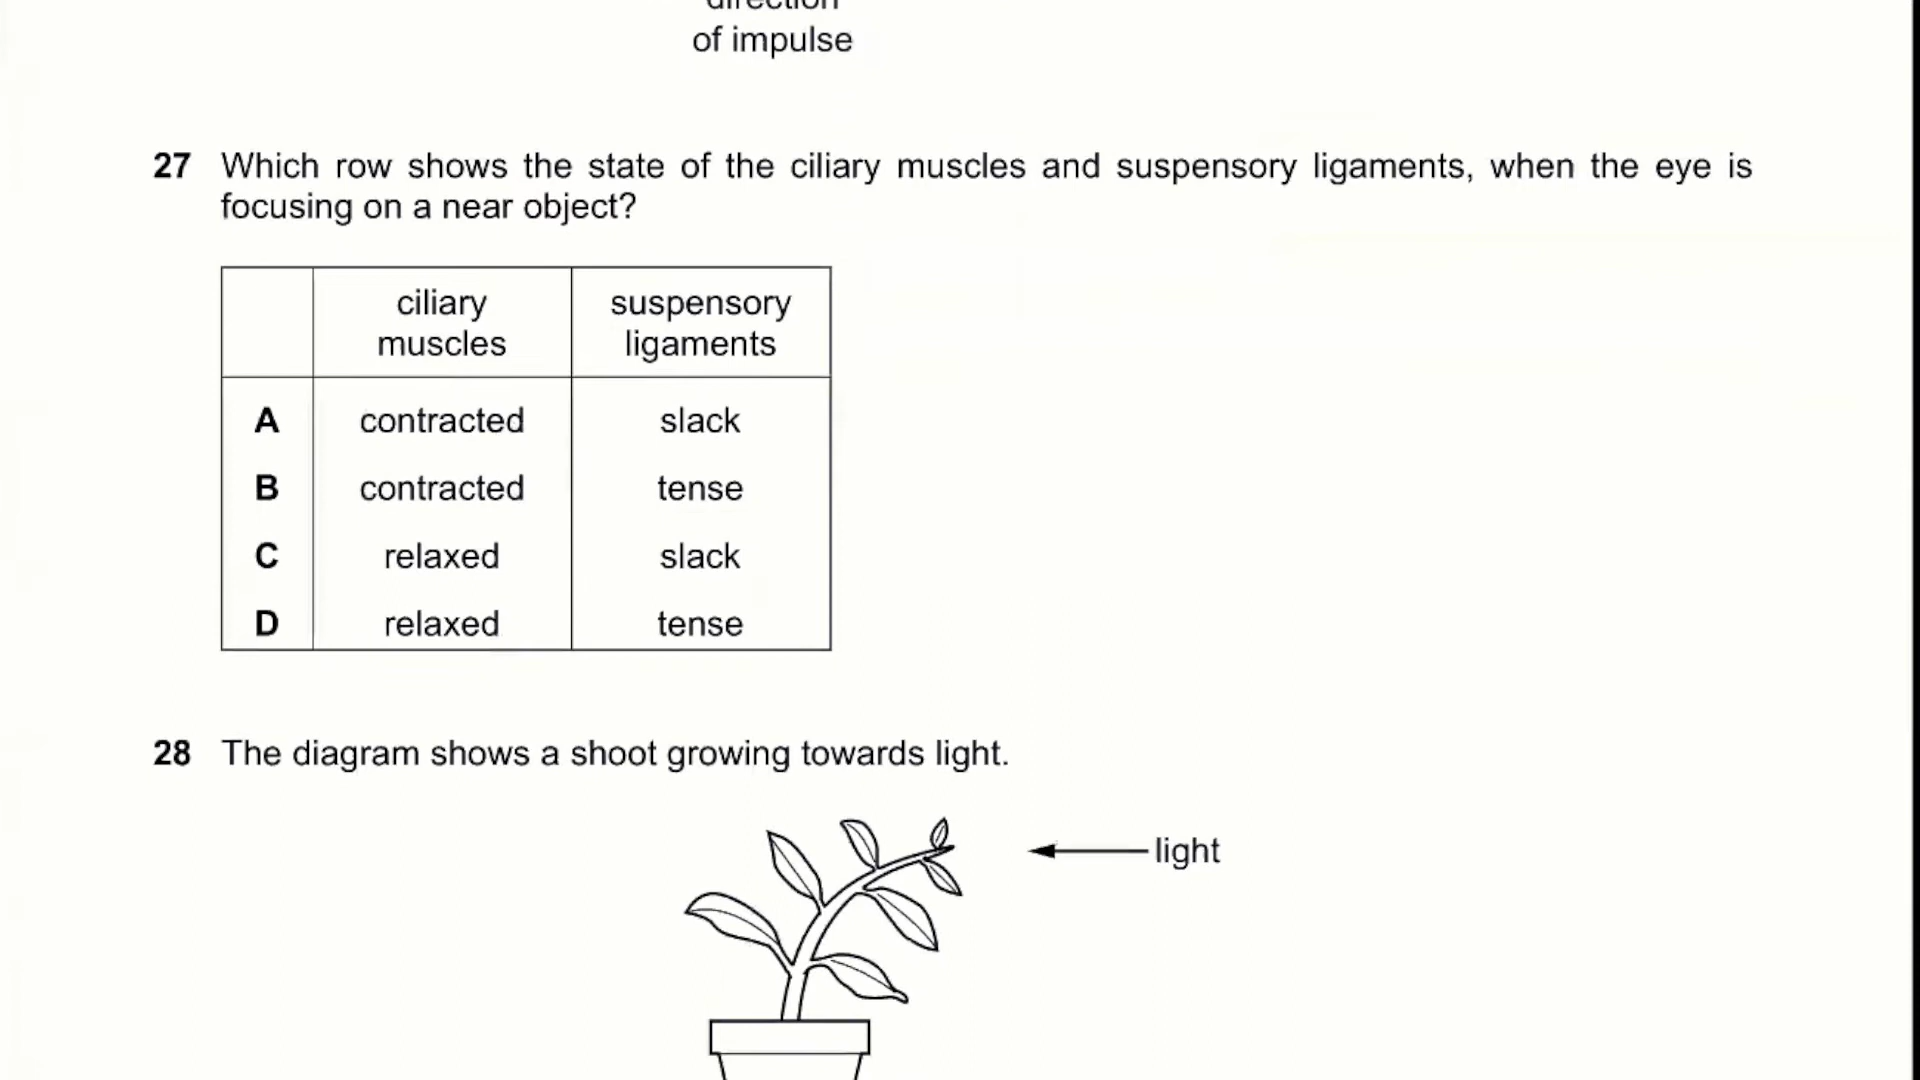 direction
of impulse
27 Which row shows the state of the ciliary muscles and suspensory ligaments, when the eye is
focusing on a near object?
ciliary muscles suspensory ligaments
A contracted slack
B contracted tense
C relaxed slack
D relaxed tense
28 The diagram shows a shoot growing towards light.
light